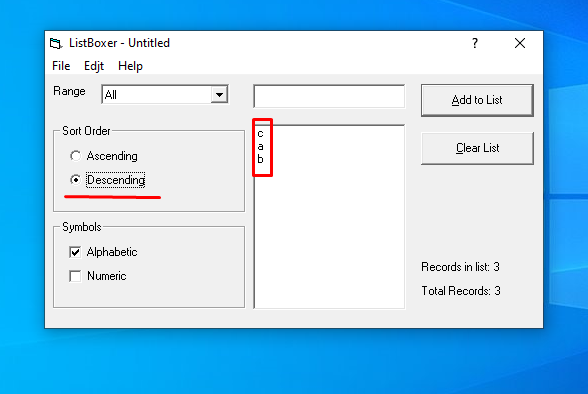 ListBoxer - Untitled
?
File Edjt Help
Range
All
Add to List
Sort Order
Ascending
Descending
c
a
b
Clear List
Symbols
Alphabetic
Numeric
Records in list: 3
Total Records: 3